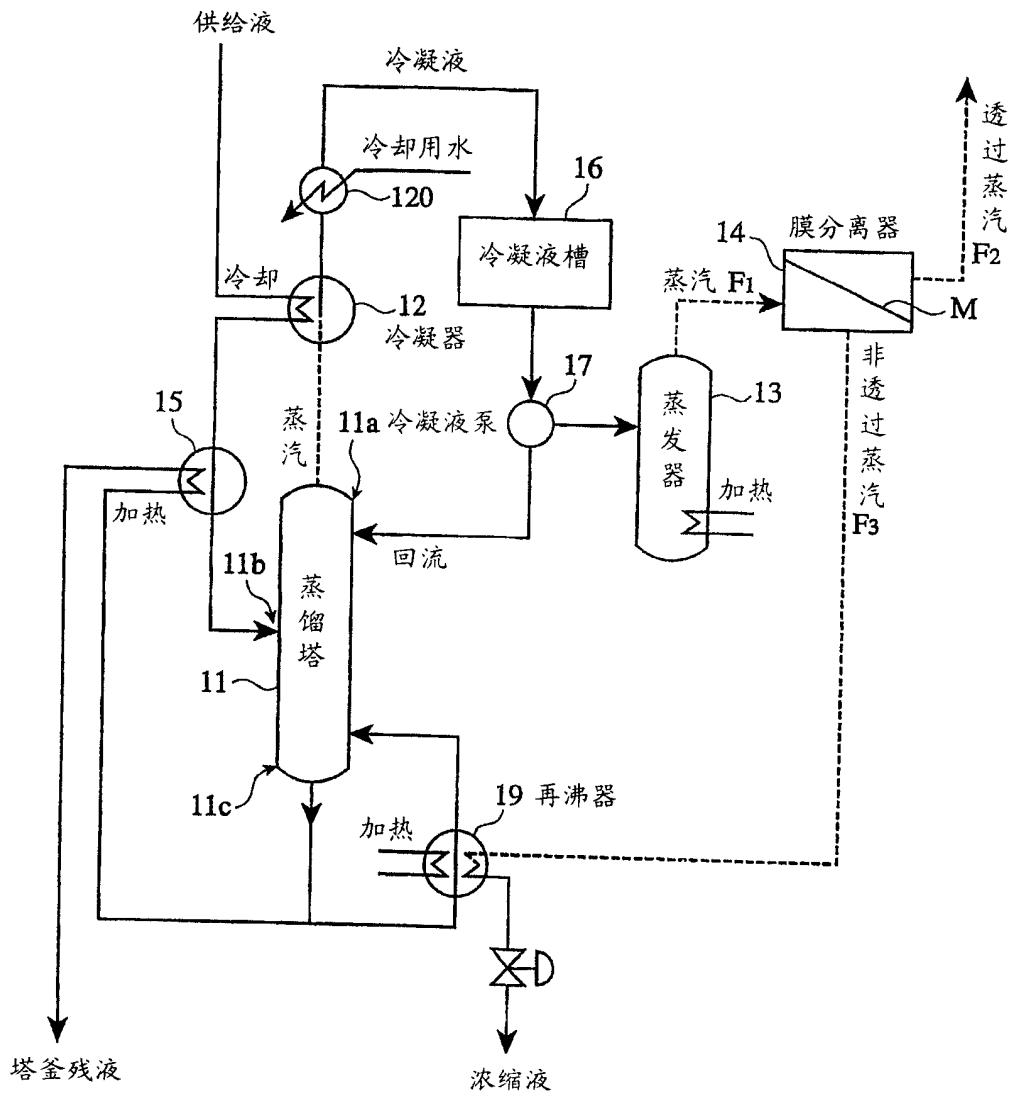 供给液
冷凝液
冷却用水
120
16
冷凝液槽
透过蒸汽
F2
膜分离器
14
M
蒸汽 F1
冷却
12
冷凝器
17
冷凝液泵
13
蒸发器
加热
非透过蒸汽
F3
15
加热
蒸汽
11a
回流
11b
蒸馏塔
11
11c
19 再沸器
加热
塔釜残液
浓缩液